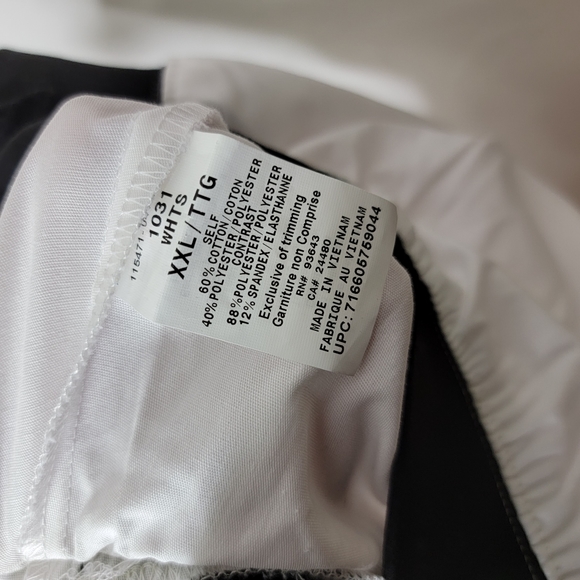 1031
WHTS
XXL/TTG
SELF
60%COTTON/COTON
40%POLYESTER/POLYESTER
CONTRAST
88%POLYESTER/POLYESTER
12%SPANDEX/ELASTHANNE
Exclusive of trimming
Garniture non Comprise
RN# 93643
CA# 24480
MADE IN VIETNAM
FABRIQUE AU VIETNAM
UPC: 716605759044